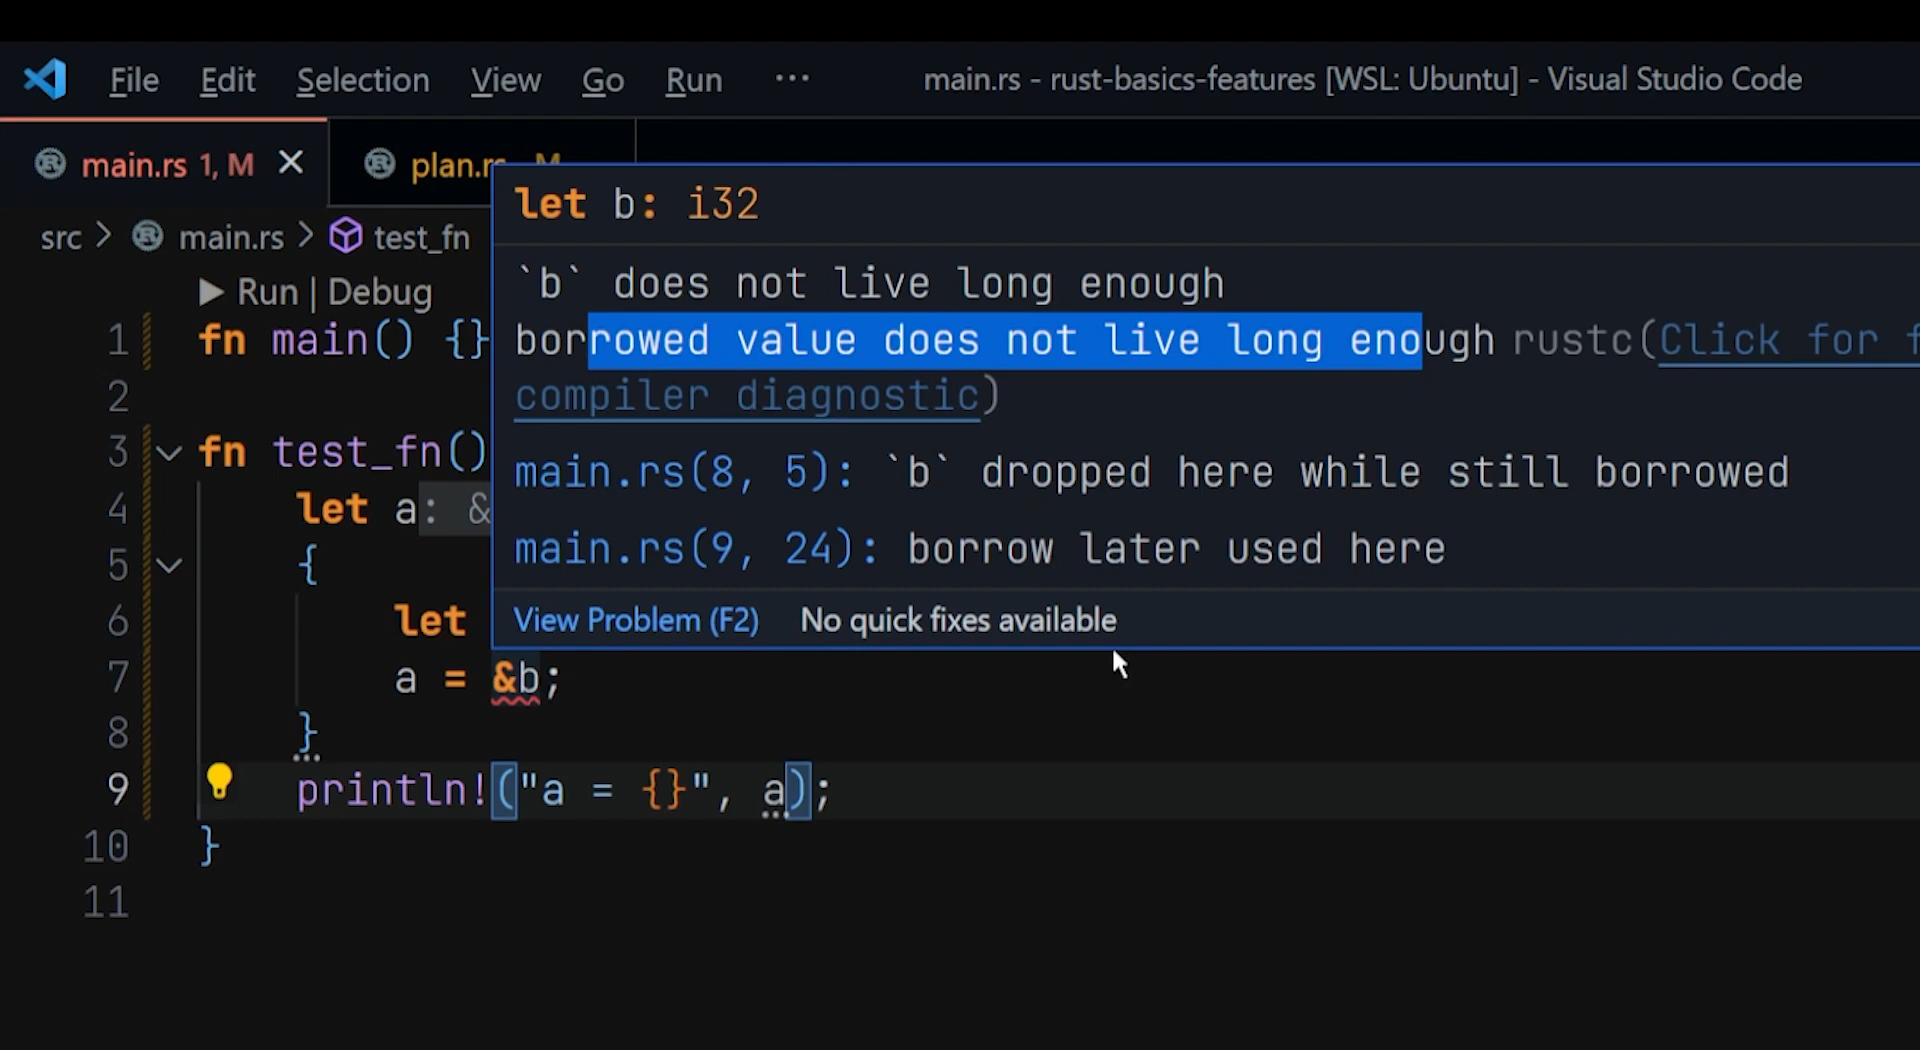 File Edit Selection View Go Run ··· main.rs - rust-basics-features [WSL: Ubuntu] - Visual Studio Code
main.rs 1, M plan.rs M
src > main.rs > test_fn
Run | Debug
1 fn main() {}
2
3 fn test_fn()
4 let a: &
5 {
6 let
7 a = &b;
8 }
9 println!("a = {}", a);
10 }
11
let b: i32
`b` does not live long enough
borrowed value does not live long enough rustc(Click for
compiler diagnostic)
main.rs(8, 5): `b` dropped here while still borrowed
main.rs(9, 24): borrow later used here
View Problem (F2) No quick fixes available